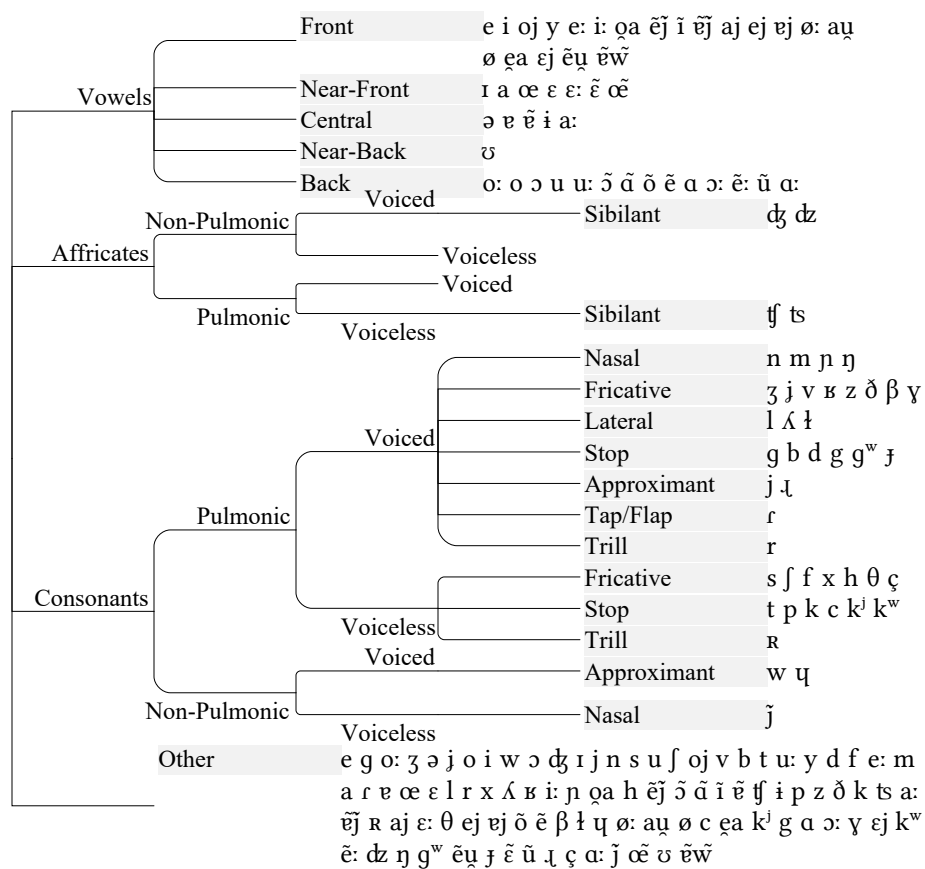 Front e i oj y eː iː o̯a ẽj̃ ĩ ɐ̃j̃ aj ej ɐj øː au̯
ø e̯a ɛj ẽu̯ ɐ̃w̃
Vowels
Near-Front ɪ a œ ɛ ɛː ɛ̃ œ̃
Central ə ɐ ɐ̃ ɨ aː
Near-Back ʊ
Back oː o ɔ u uː ɔ̃ ɑ̃ õ ẽ ɑ ɔː ẽː ũ ɑː
Voiced
Non-Pulmonic
Sibilant ʤ ʣ
Affricates
Voiceless
Voiced
Pulmonic
Voiceless
Sibilant ʧ ʦ
Nasal n m ɲ ŋ
Fricative ʒ ʝ v ʁ z ð β ɣ
Lateral l ʎ ɫ
Voiced
Stop ɡ b d g ɡʷ ɟ
Approximant j ɻ
Pulmonic
Tap/Flap ɾ
Trill r
Fricative s ʃ f x h θ ç
Consonants
Stop t p k c kʲ kʷ
Voiceless
Trill ʀ
Voiced
Approximant w ɥ
Non-Pulmonic
Nasal j̃
Voiceless
Other e ɡ oː ʒ ə ʝ o i w ɔ ʤ ɪ j n s u ʃ oj v b t uː y d f eː m
a ɾ ɐ œ ɛ l r x ʎ ʁ iː ɲ o̯a h ẽj̃ ɔ̃ ɑ̃ ĩ ɐ̃ ʧ ɨ p z ð k ʦ aː
ɐ̃j̃ ʀ aj ɛː θ ej ɐj õ ẽ β ɫ ɥ øː au̯ ø c e̯a kʲ g ɑ ɔː ɣ ɛj kʷ
ẽː ʣ ŋ ɡʷ ẽu̯ ɟ ɛ̃ ũ ɻ ç ɑː j̃ œ̃ ʊ ɐ̃w̃